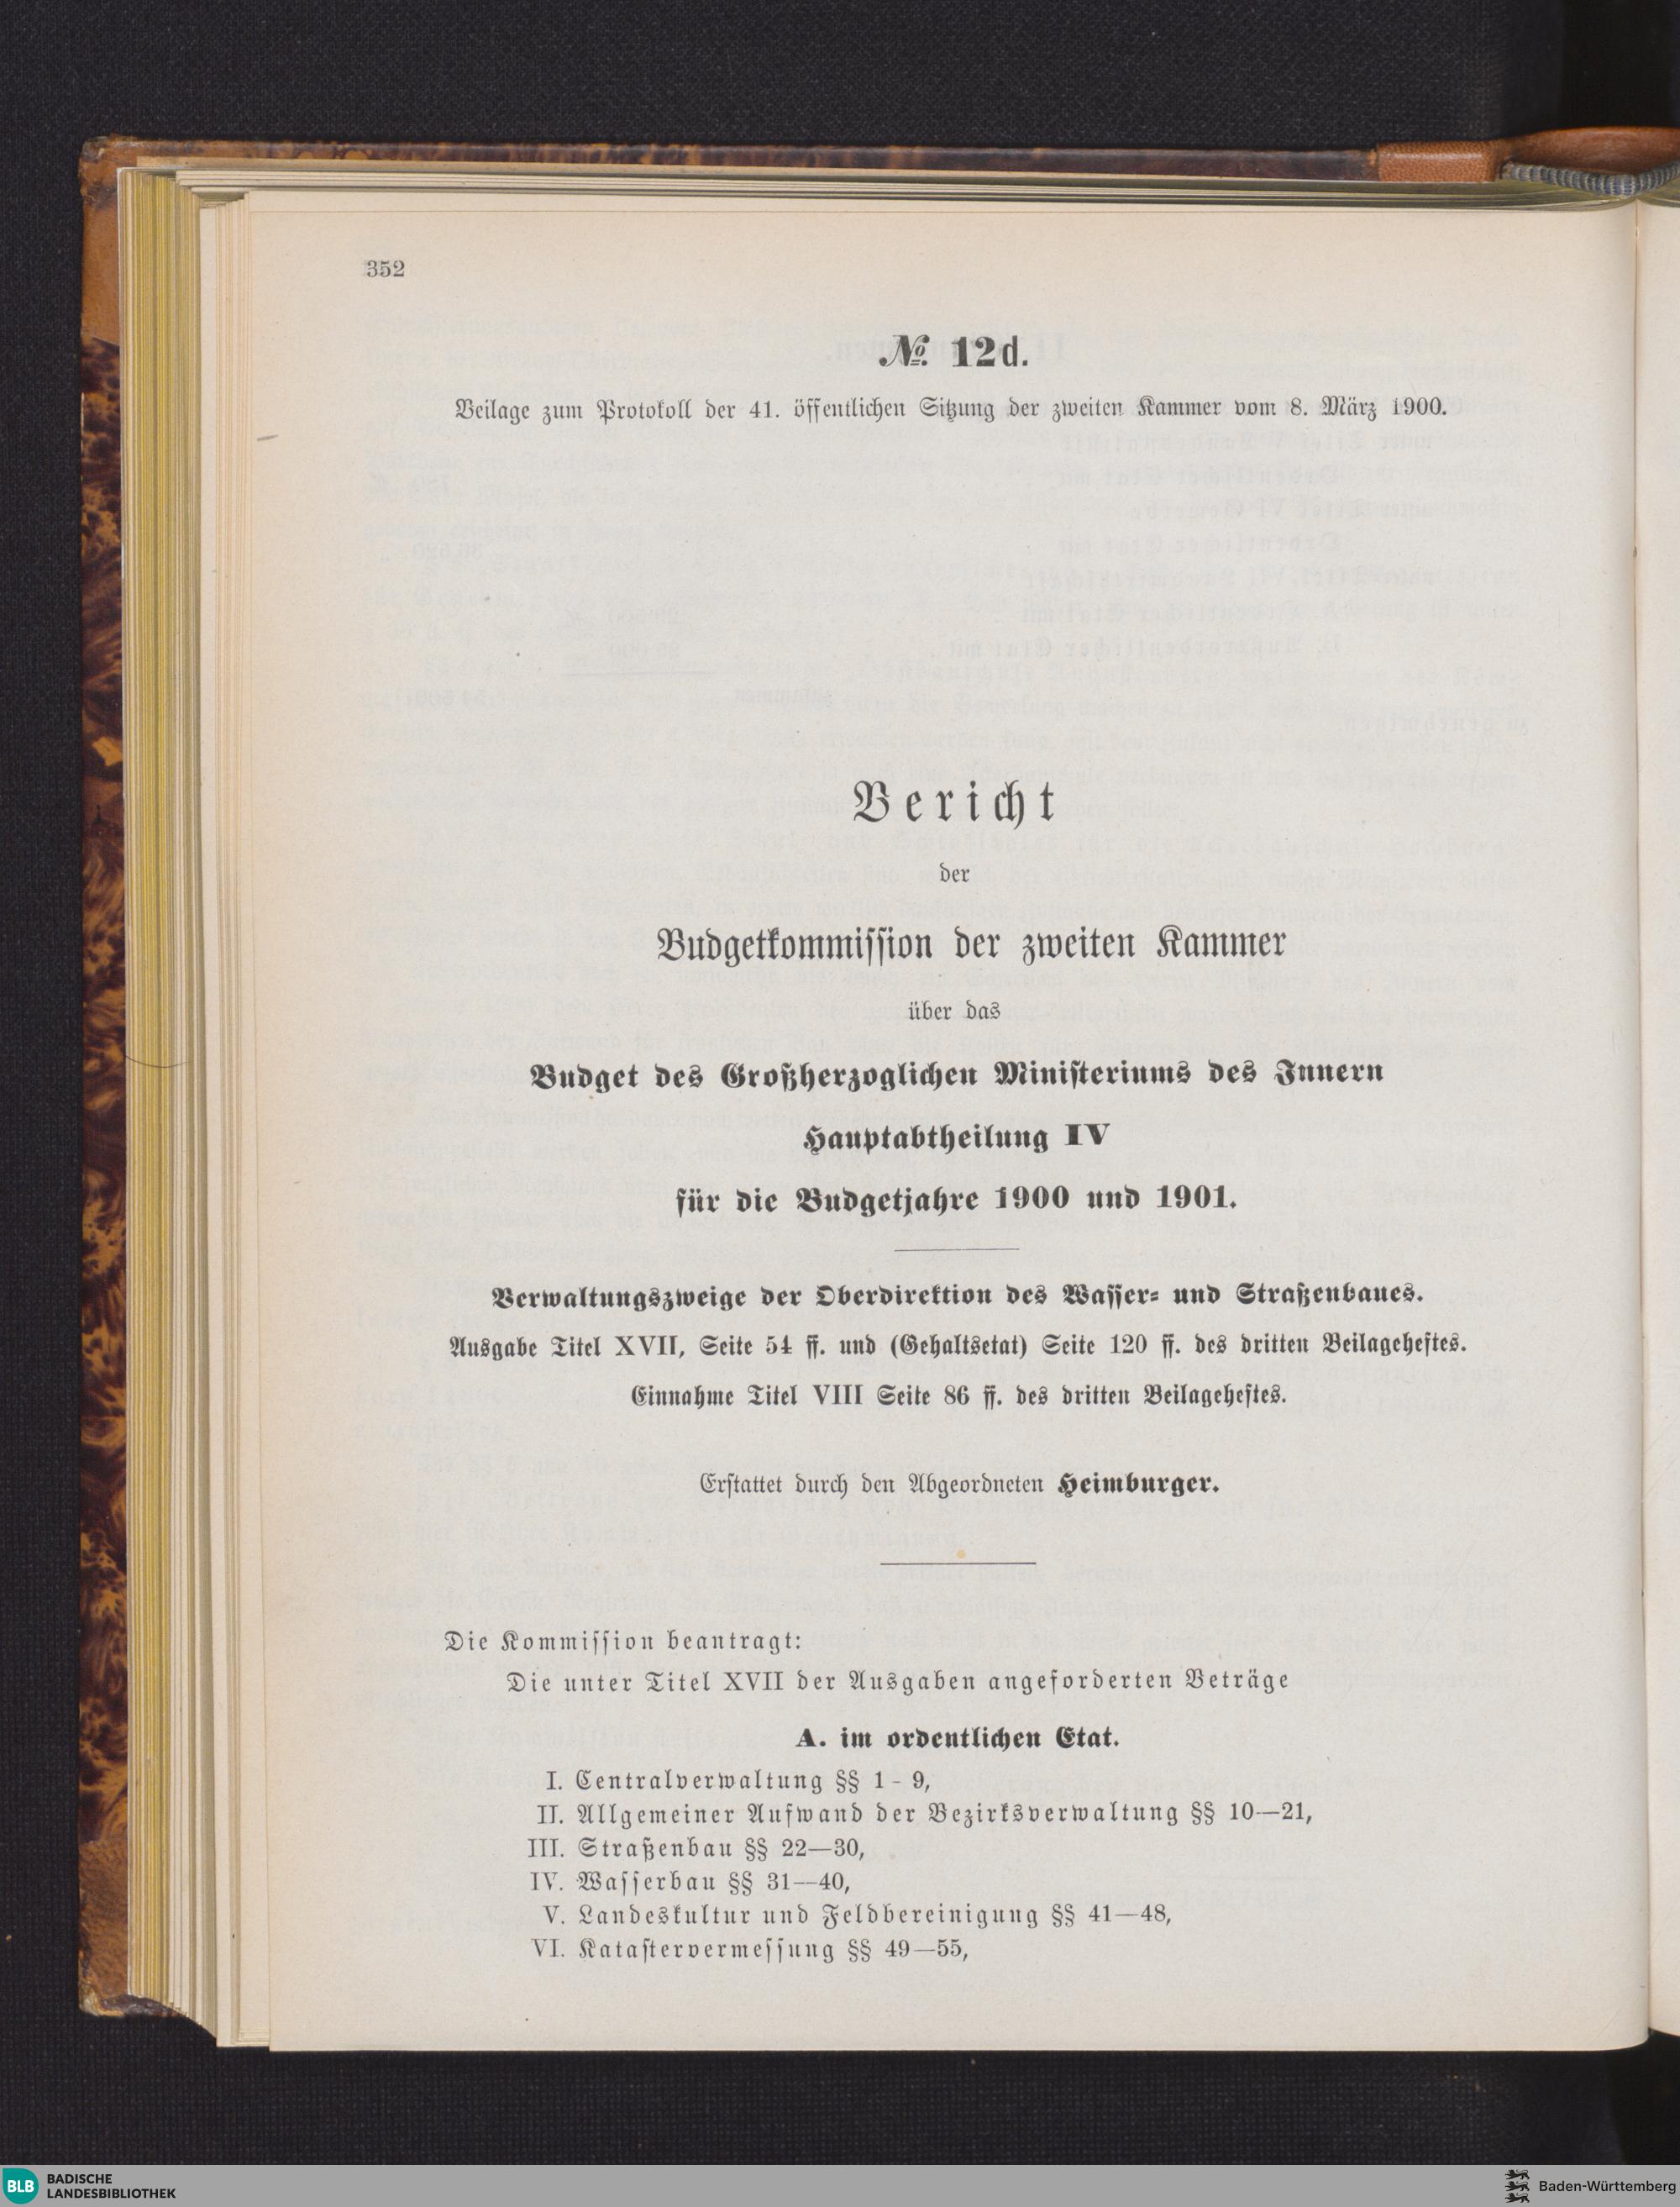 352
№ 12d.
Beilage zum Protokoll der 41. öffentlichen Sitzung der zweiten Kammer vom 8. März 1900.
Bericht
der
Budgetkommission der zweiten Kammer
über das
Budget des Großherzoglichen Ministeriums des Innern
Hauptabtheilung IV
für die Budgetjahre 1900 und 1901.
Verwaltungszweige der Oberdirektion des Wasser- und Straßenbaues.
Ausgabe Titel XVII, Seite 54 ff. und (Gehaltsetat) Seite 120 ff. des dritten Beilageheftes.
Einnahme Titel VIII Seite 86 ff. des dritten Beilageheftes.
Erstattet durch den Abgeordneten Heimburger.
Die Kommission beantragt:
Die unter Titel XVII der Ausgaben angeforderten Beträge
A. im ordentlichen Etat.
I. Centralverwaltung §§ 1-9,
II. Allgemeiner Aufwand der Bezirksverwaltung §§ 10—21,
III. Straßenbau §§ 22—30,
IV. Wasserbau §§ 31—40,
V. Landeskultur und Feldbereinigung §§ 41—48,
VI. Katastervermessung §§ 49—55,
BLB BADISCHE
LANDESBIBLIOTHEK
Baden-Württemberg